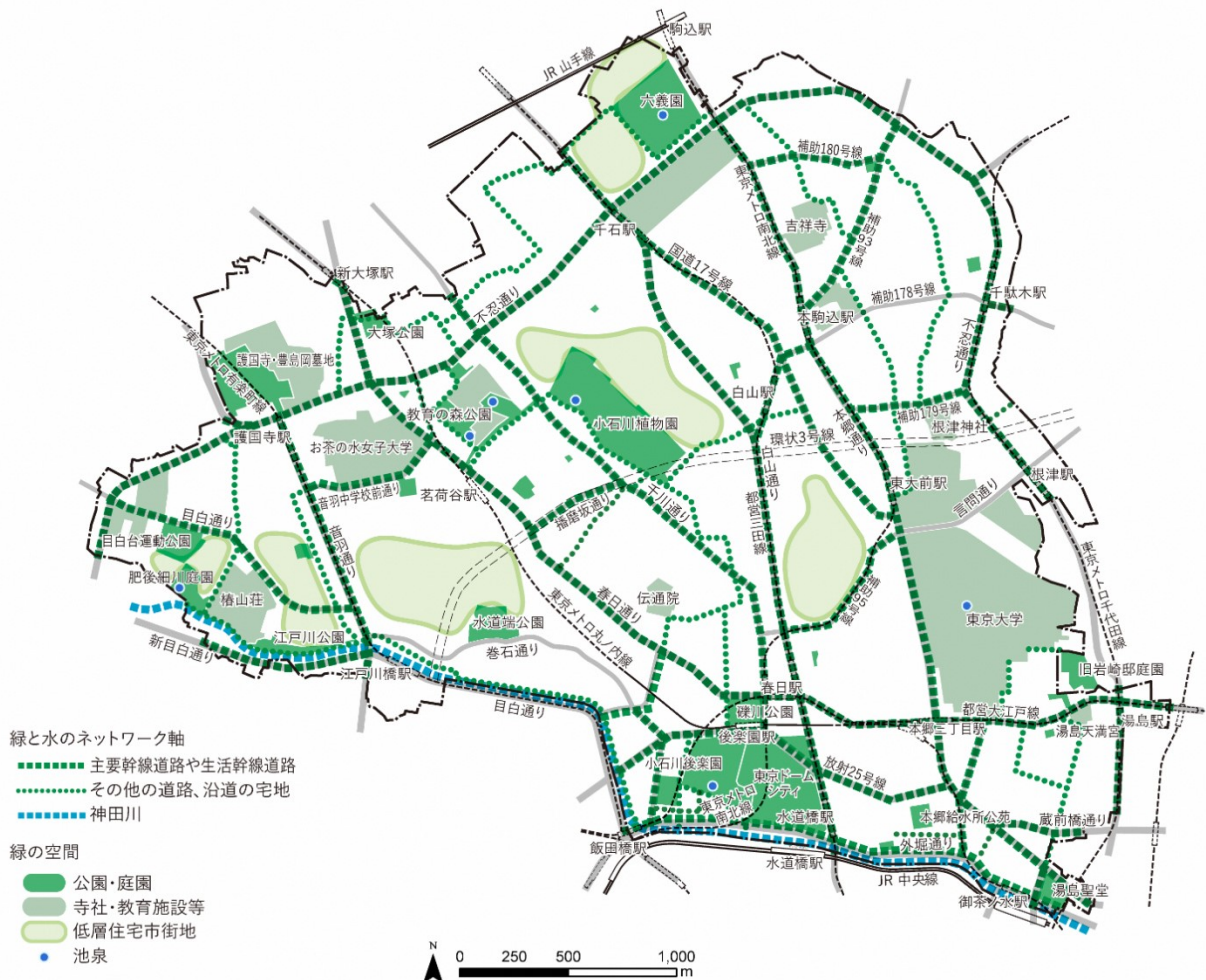 駒込駅
JR 山手線
六義園
補助180号線
東京メトロ南北線
吉祥寺
補助93号線
千石駅
国道17号線
新大塚駅
不忍通り
大塚公園
本駒込駅
補助178号線
千駄木駅
不忍通り
護国寺・豊島岡墓地
東京メトロ有楽町線
教育の森公園
小石川植物園
白山駅
本郷通り
補助179号線
根津神社
護国寺駅
お茶の水女子大学
環状3号線
白山通り
根津駅
音羽中学校前通り
茗荷谷駅
播磨坂通り
千川通り
都営三田線
東大前駅
言問通り
目白通り
目白台運動公園
音羽通り
肥後細川庭園
椿山荘
東京メトロ丸ノ内線
春日通り
伝通院
補助95号線
東京大学
東京メトロ千代田線
江戸川公園
水道端公園
新目白通り
巻石通り
江戸川橋駅
目白通り
旧岩崎邸庭園
春日駅
礫川公園
都営大江戸線
湯島駅
本郷三丁目駅
湯島天満宮
後楽園駅
小石川後楽園
東京ドーム
シティ
放射25号線
東京メトロ
南北線
水道橋駅
本郷給水所公苑
蔵前橋通り
飯田橋駅
水道橋駅
外堀通り
JR 中央線
湯島聖堂
御茶ノ水駅
緑と水のネットワーク軸
主要幹線道路や生活幹線道路
その他の道路、沿道の宅地
神田川
緑の空間
公園・庭園
寺社・教育施設等
低層住宅市街地
池泉
N
0 250 500 1,000
m